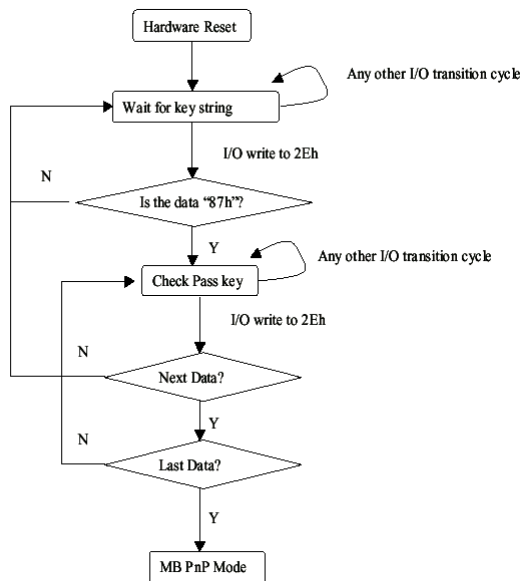 Hardware Reset
Any other I/O transition cycle
Wait for key string
I/O write to 2Eh
N
Is the data “87h”?
Y
Any other I/O transition cycle
Check Pass key
I/O write to 2Eh
N
Next Data?
Y
N
Last Data?
Y
MB PnP Mode